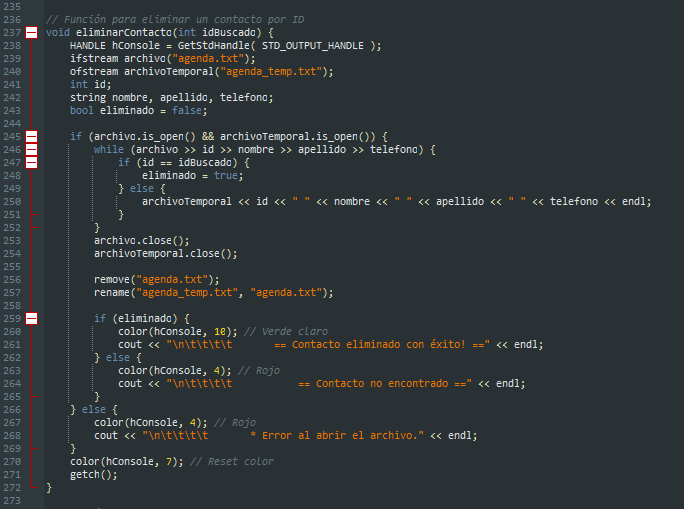 235
236 // Función para eliminar un contacto por ID
237 void eliminarContacto(int idBuscado) {
238     HANDLE hConsole = GetStdHandle( STD_OUTPUT_HANDLE );
239     ifstream archivo("agenda.txt");
240     ofstream archivoTemporal("agenda_temp.txt");
241     int id;
242     string nombre, apellido, telefono;
243     bool eliminado = false;
244
245     if (archivo.is_open() && archivoTemporal.is_open()) {
246         while (archivo >> id >> nombre >> apellido >> telefono) {
247             if (id == idBuscado) {
248                 eliminado = true;
249             } else {
250                 archivoTemporal << id << " " << nombre << " " << apellido << " " << telefono << endl;
251             }
252         }
253         archivo.close();
254         archivoTemporal.close();
255
256         remove("agenda.txt");
257         rename("agenda_temp.txt", "agenda.txt");
258
259         if (eliminado) {
260             color(hConsole, 10); // Verde claro
261             cout << "\n\t\t\t\t       == Contacto eliminado con éxito! ==" << endl;
262         } else {
263             color(hConsole, 4); // Rojo
264             cout << "\n\t\t\t\t           == Contacto no encontrado ==" << endl;
265         }
266     } else {
267         color(hConsole, 4); // Rojo
268         cout << "\n\t\t\t\t       * Error al abrir el archivo." << endl;
269     }
270     color(hConsole, 7); // Reset color
271     getch();
272 }
273